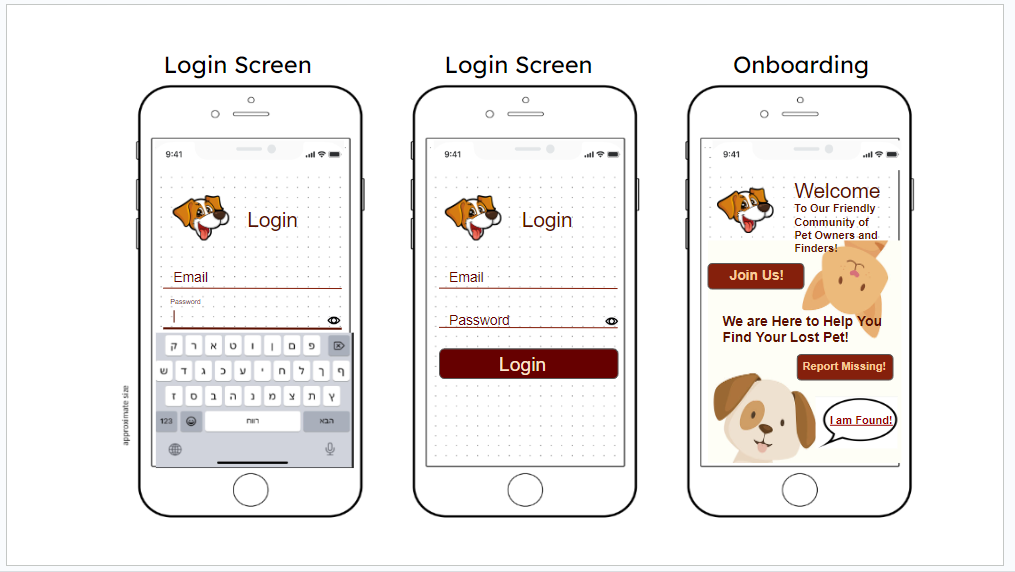 Login Screen
Login Screen
Onboarding
9:41
Login
Email
Password
ק ר א ט ו ן ם פ
ש ד ג כ ע י ח ל ך ף
ז ס ב ה נ מ צ ת ץ
123
רווח
הבא
approximate size
9:41
Login
Email
Password
Login
9:41
Welcome
To Our Friendly
Community of
Pet Owners and
Finders!
Join Us!
We are Here to Help You
Find Your Lost Pet!
Report Missing!
I am Found!